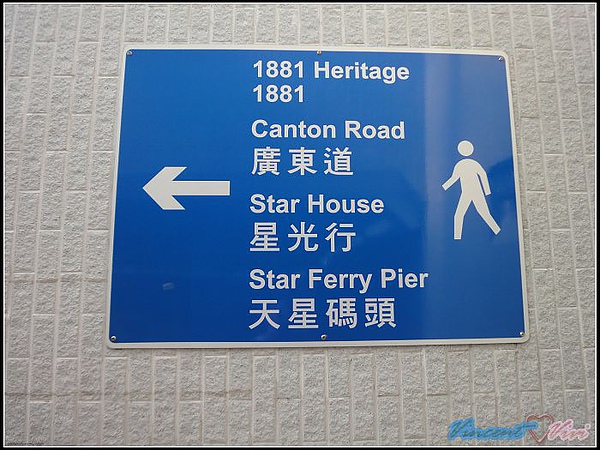 1881 Heritage
1881
Canton Road
廣東道
Star House
星光行
Star Ferry Pier
天星碼頭
Vincent Vivi